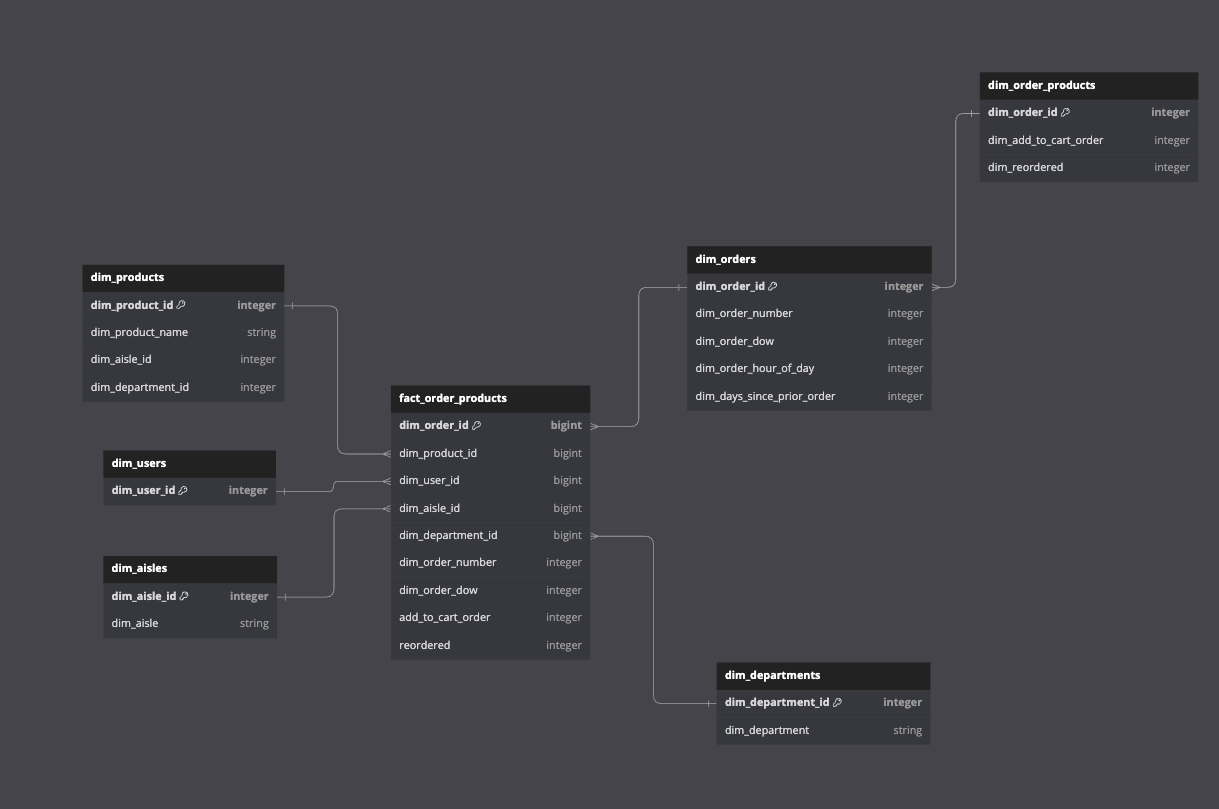 dim_order_products
dim_order_id integer
dim_add_to_cart_order integer
dim_reordered integer
dim_orders
dim_order_id integer
dim_order_number integer
dim_order_dow integer
dim_order_hour_of_day integer
dim_days_since_prior_order integer
dim_products
dim_product_id integer
dim_product_name string
dim_aisle_id integer
dim_department_id integer
fact_order_products
dim_order_id bigint
dim_product_id bigint
dim_user_id bigint
dim_aisle_id bigint
dim_department_id bigint
dim_order_number integer
dim_order_dow integer
add_to_cart_order integer
reordered integer
dim_users
dim_user_id integer
dim_aisles
dim_aisle_id integer
dim_aisle string
dim_departments
dim_department_id integer
dim_department string